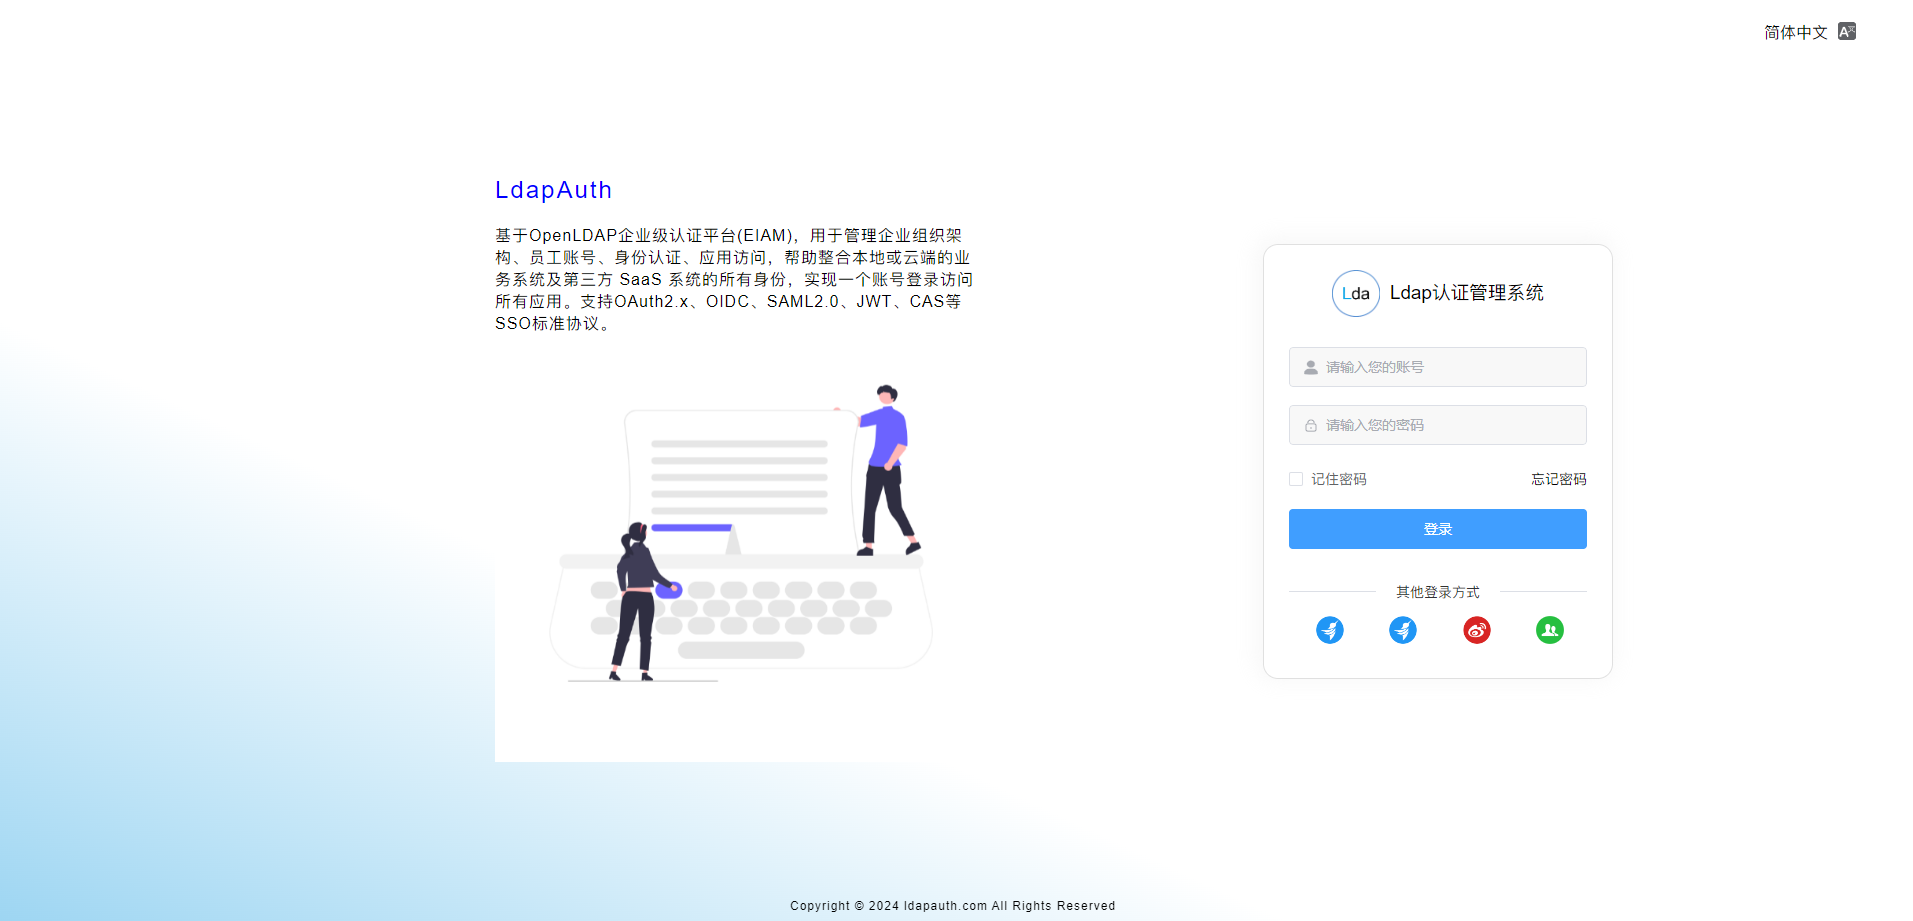 简体中文
LdapAuth
基于OpenLDAP企业级认证平台(EIAM)，用于管理企业组织架
构、员工账号、身份认证、应用访问，帮助整合本地或云端的业
务系统及第三方 SaaS 系统的所有身份，实现一个账号登录访问
所有应用。支持OAuth2.x、OIDC、SAML2.0、JWT、CAS等
SSO标准协议。
Lda Ldap认证管理系统
请输入您的账号
请输入您的密码
记住密码 忘记密码
登录
其他登录方式
Copyright © 2024 ldapauth.com All Rights Reserved